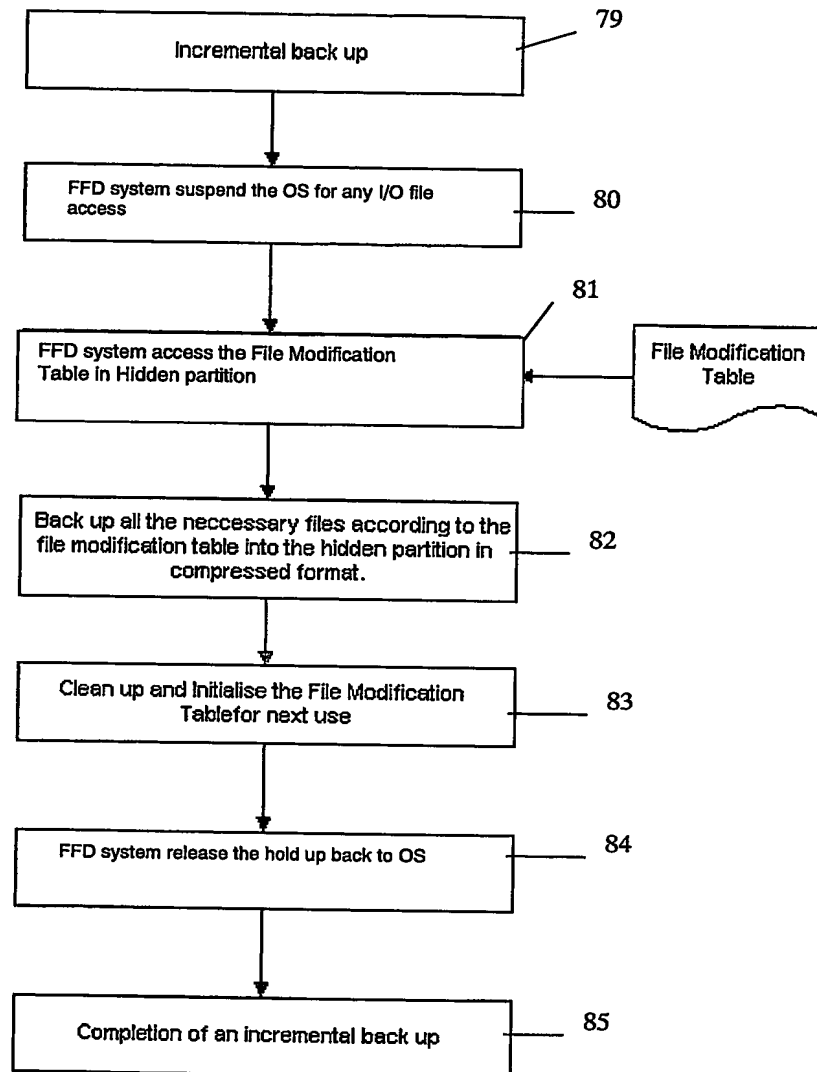 79
Incremental back up
FFD system suspend the OS for any I/O file
access
80
81
FFD system access the File Modification
Table in Hidden partition
File Modification
Table
Back up all the neccessary files according to the
file modification table into the hidden partition in
compressed format.
82
Clean up and Initialise the File Modification
Tablefor next use
83
FFD system release the hold up back to OS
84
Completion of an incremental back up
85